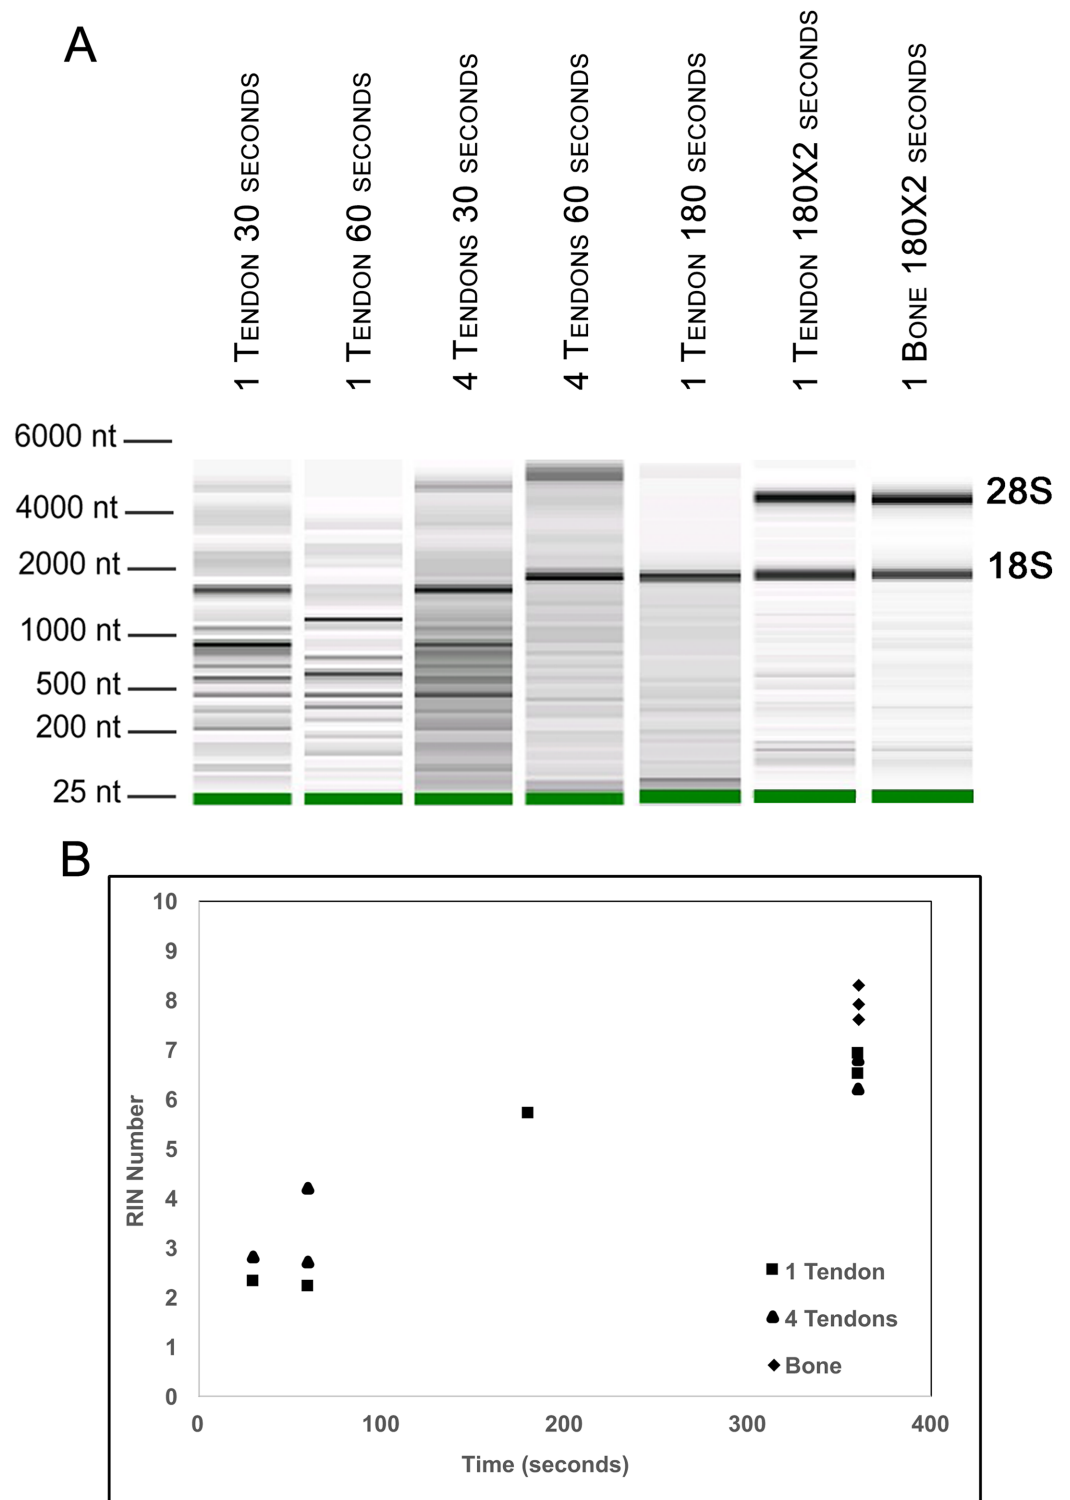 A
1 TENDON 30 SECONDS
1 TENDON 60 SECONDS
4 TENDONS 30 SECONDS
4 TENDONS 60 SECONDS
1 TENDON 180 SECONDS
1 TENDON 180X2 SECONDS
1 BONE 180X2 SECONDS
6000 nt
4000 nt
2000 nt
1000 nt
500 nt
200 nt
25 nt
28S
18S
B
10
9
8
7
6
5
4
3
2
1
0
RIN Number
1 Tendon
4 Tendons
Bone
0 100 200 300 400
Time (seconds)